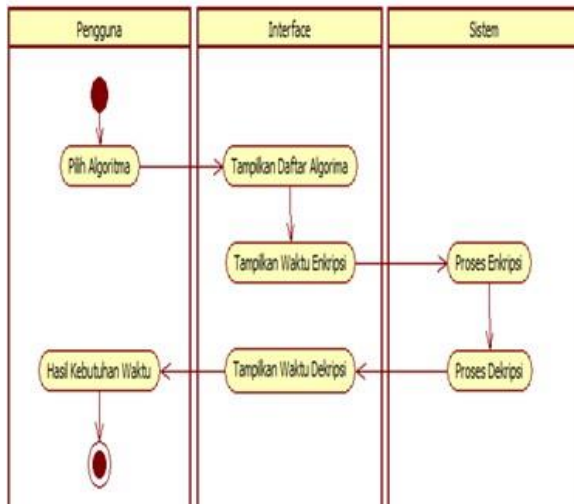 Pengguna
Interface
Sistem
Pilih Algoritma
Tampilkan Daftar Algorima
Tampilkan Waktu Enkripsi
Proses Enkripsi
Hasil Kebutuhan Waktu
Tampilkan Waktu Dekripsi
Proses Dekripsi